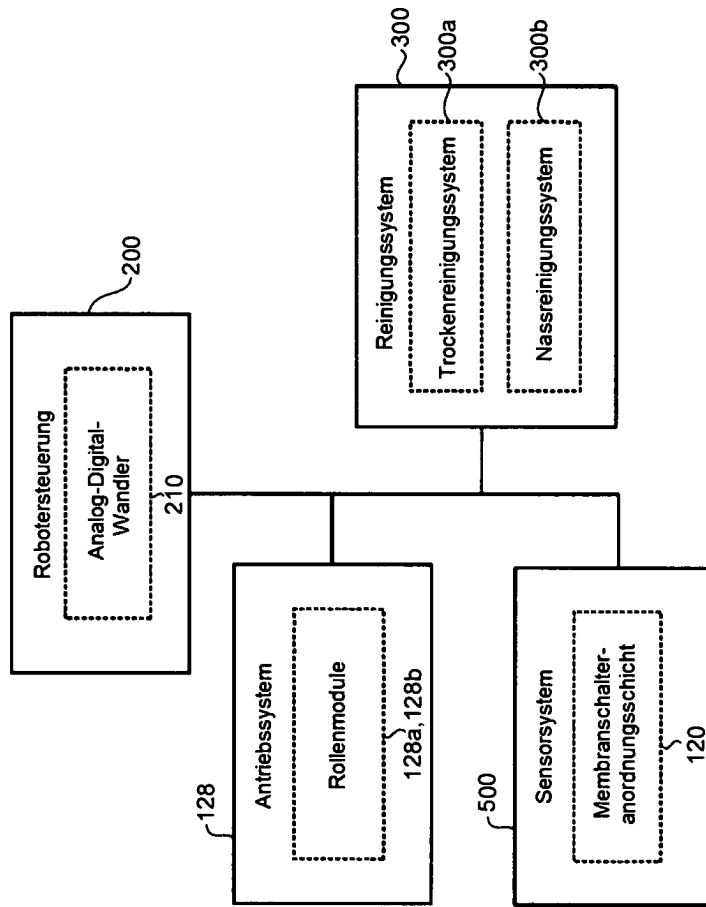 200
Robotersteuerung
Analog-Digital-
Wandler
210
128
Antriebssystem
Rollenmodule
128a,128b
300
Reinigungssystem
300a
Trockenreinigungssystem
300b
Nassreinigungssystem
500
Sensorsystem
Membranschalter-
anordnungsschicht
120